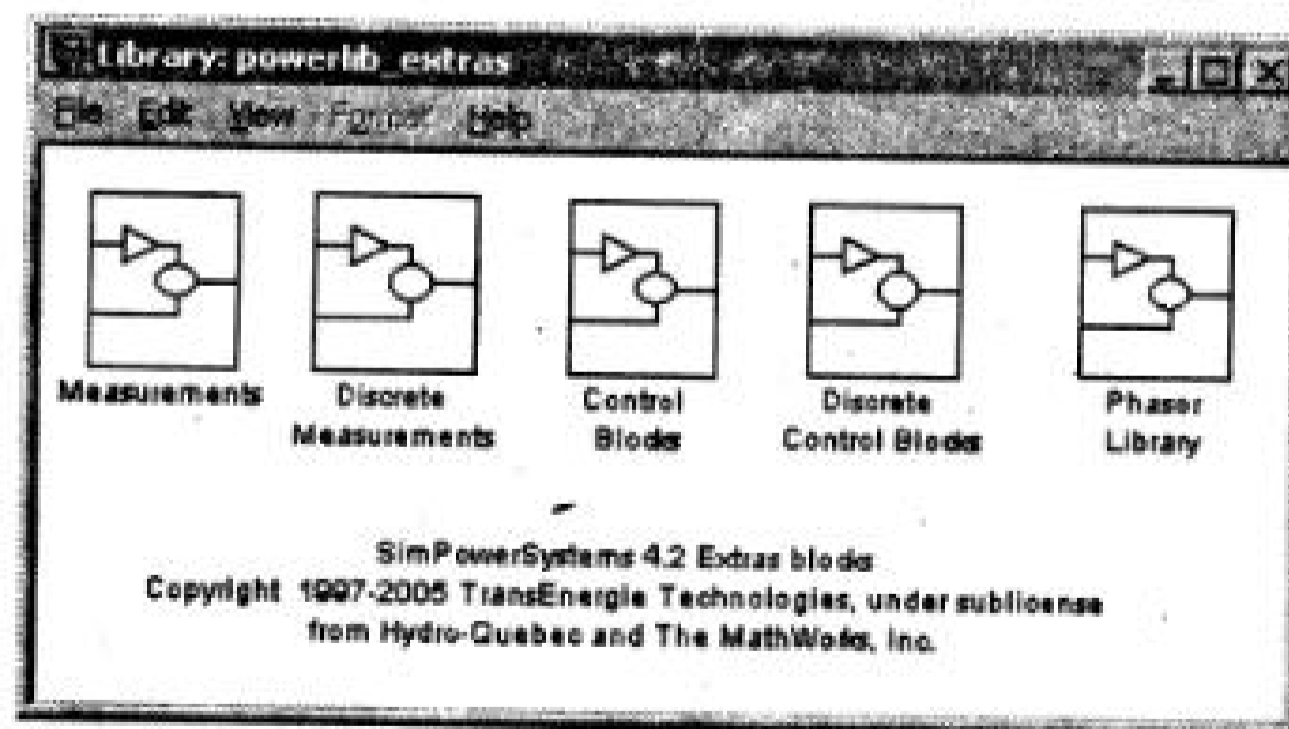 Library: powerlib_extras
File Edit View Format Help
Measurements
Discrete
Measurements
Control
Blocks
Discrete
Control Blocks
Phasor
Library
SimPowerSystems 4.2 Extras blocks
Copyright 1997-2005 TransEnergie Technologies, under sublicense
from Hydro-Quebec and The MathWorks, Inc.